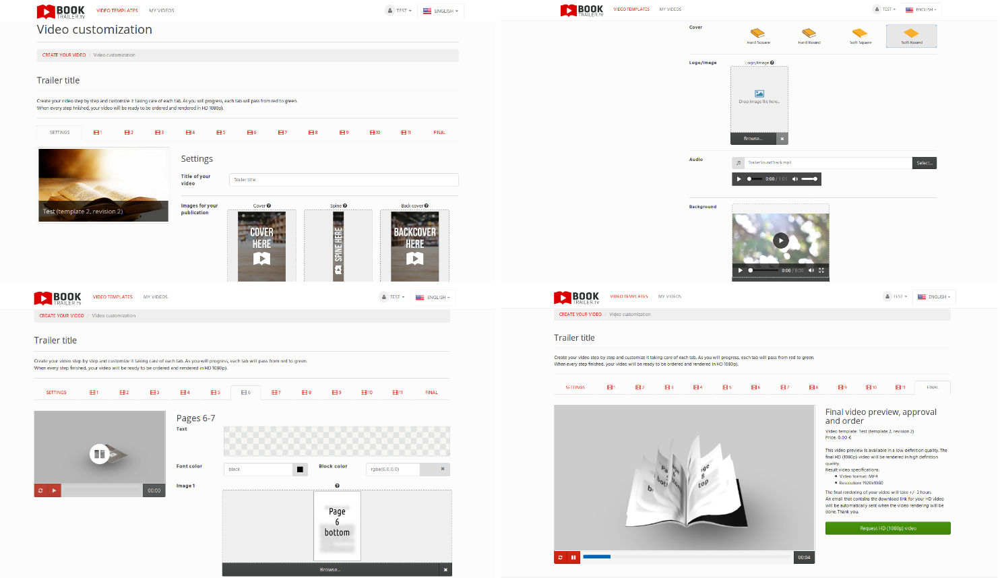 BOOK
TRAILER.tv
VIDEO TEMPLATES
MY VIDEOS
TEST
ENGLISH
Video customization
CREATE YOUR VIDEO / Video customization
Trailer title
Create your video step by step and customize it taking care of each tab. As you will progress, each tab will pass from red to green.
When every step finished, your video will be ready to be ordered and rendered in HD 1080p).
SETTINGS 1 2 3 4 5 6 7 8 9 10 11 FINAL
Test (template 2, revision 2)
Settings
Title of your
video
Trailer title
Images for your
publication
Cover
Spine
Back cover
COVER
HERE
SPINE HERE
BACKCOVER
HERE
BOOK
TRAILER.tv
VIDEO TEMPLATES
MY VIDEOS
TEST
ENGLISH
Cover
Hard Square
Hard Round
Soft Square
Soft Round
Logo/Image
Logo/Image
Drop image file here..
Browse...
Audio
TrailerSoundTrack.mp3
Select...
0:00 / 1:01
Background
0:00 / 0:30
BOOK
TRAILER.tv
VIDEO TEMPLATES
MY VIDEOS
TEST
ENGLISH
CREATE YOUR VIDEO / Video customization
Trailer title
Create your video step by step and customize it taking care of each tab. As you will progress, each tab will pass from red to green.
When every step finished, your video will be ready to be ordered and rendered in HD 1080p).
SETTINGS 1 2 3 4 5 6 7 8 9 10 11 FINAL
00:00
Pages 6-7
Text
Font color
black
Block color
rgba(0,0,0,0)
Image 1
Page
6
bottom
Browse...
BOOK
TRAILER.tv
VIDEO TEMPLATES
MY VIDEOS
TEST
ENGLISH
CREATE YOUR VIDEO / Video customization
Trailer title
Create your video step by step and customize it taking care of each tab. As you will progress, each tab will pass from red to green.
When every step finished, your video will be ready to be ordered and rendered in HD 1080p).
SETTINGS 1 2 3 4 5 6 7 8 9 10 11 FINAL
Page
8
top
00:04
Final video preview, approval
and order
Video template: Test (template 2, revision 2)
Price: 0.00 €
This video preview is available in a low definition quality. The
final HD (1080p) video will be rendered in high definition
quality.
Result video specifications:
Video format: MP4
Resolution: 1920x1080
The final rendering of your video will take +/- 2 hours
An email that contains the download link for your HD video
will be automatically sent when the video rendering will be
done. Thank you.
Request HD (1080p) video